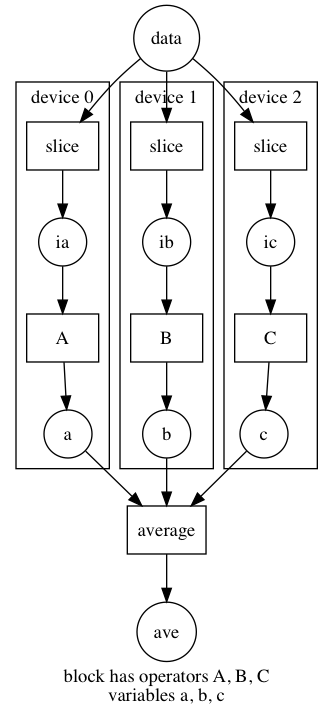 data
device 0
device 1
device 2
slice
slice
slice
ia
ib
ic
A
B
C
a
b
c
average
ave
block has operators A, B, C
variables a, b, c